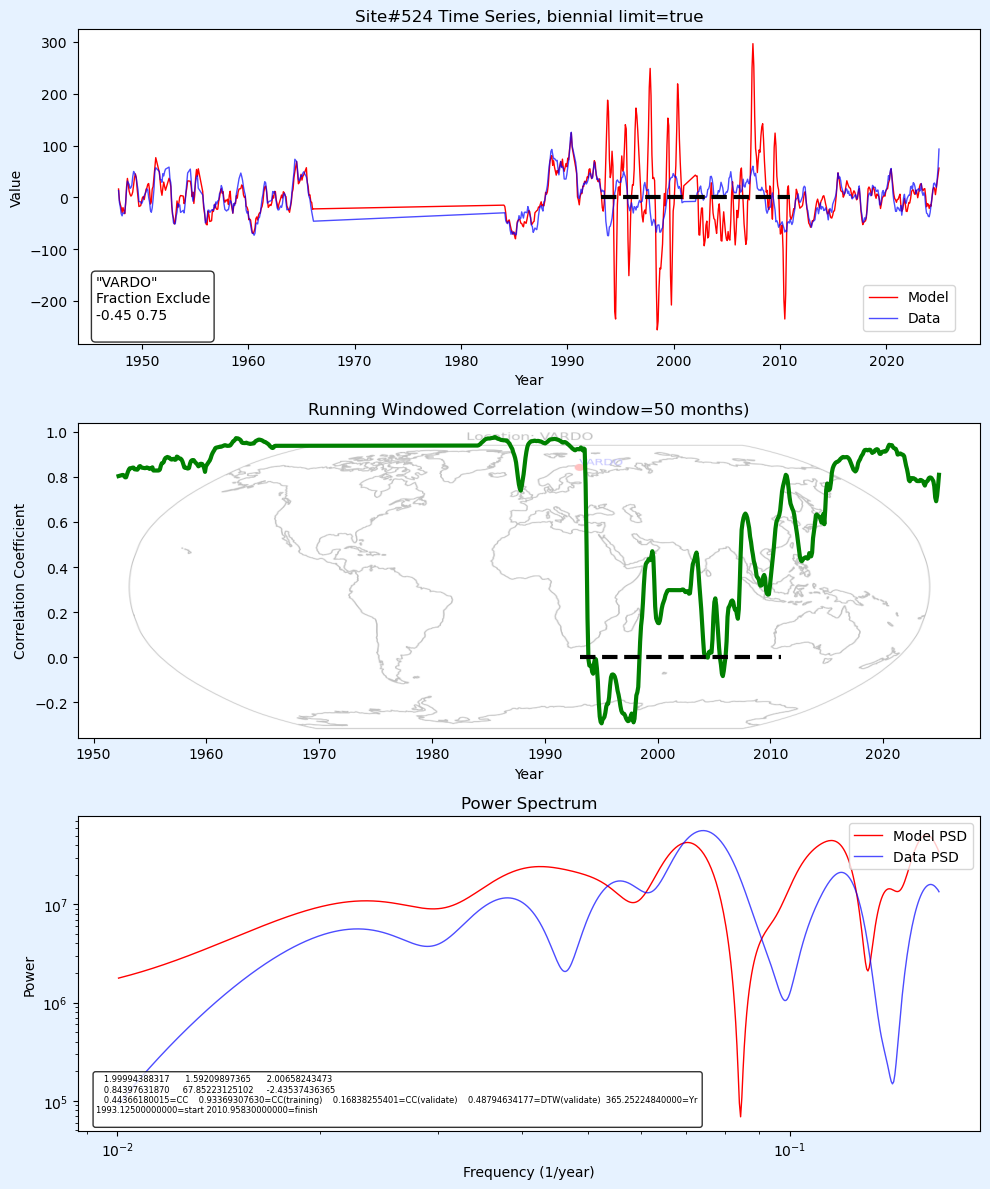 Site#524 Time Series, biennial limit=true
Value
300
200
100
0
−100
−200
"VARDO"
Fraction Exclude
-0.45 0.75
Model
Data
1950 1960 1970 1980 1990 2000 2010 2020
Year
Running Windowed Correlation (window=50 months)
Correlation Coefficient
1.0
0.8
0.6
0.4
0.2
0.0
−0.2
Location: VARDO
VARDO
1950 1960 1970 1980 1990 2000 2010 2020
Year
Power Spectrum
Power
10⁷
10⁶
10⁵
Model PSD
Data PSD
1.99994388317 1.59209897365 2.00658243473
0.84397631870 67.85223125102 -2.43537436365
0.44366180015=CC 0.93369307630=CC(training) 0.16838255401=CC(validate) 0.48794634177=DTW(validate) 365.25224840000=Yr
1993.12500000000=start 2010.95830000000=finish
10⁻² 10⁻¹
Frequency (1/year)